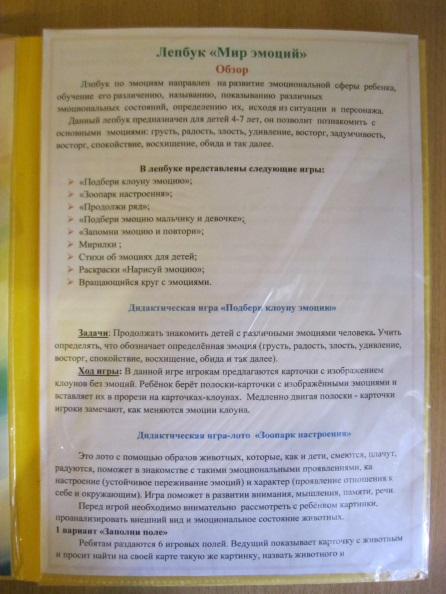 Лепбук «Мир эмоций»
Обзор
Лэпбук по эмоциям направлен на развитие эмоциональной сферы ребенка,
обучение его различению, называнию, показыванию различных
эмоциональных состояний, определению их, исходя из ситуации и персонажа.
Данный лепбук предназначен для детей 4-7 лет, он позволит познакомить с
основными эмоциями: грусть, радость, злость, удивление, восторг, задумчивость,
восторг, спокойствие, восхищение, обида и так далее.
В лепбуке представлены следующие игры:
➢ «Подбери клоуну эмоцию»;
➢ «Зоопарк настроения»;
➢ «Продолжи ряд»;
➢ «Подбери эмоцию мальчику и девочке»;
➢ «Запомни эмоцию и повтори»;
➢ Мирилки ;
➢ Стихи об эмоциях для детей;
➢ Раскраски «Нарисуй эмоцию»;
➢ Вращающийся круг с эмоциями.
Дидактическая игра «Подбери клоуну эмоцию»
Задачи: Продолжать знакомить детей с различными эмоциями человека. Учить
определять, что обозначает определённая эмоция (грусть, радость, злость, удивление,
восторг, спокойствие, восхищение, обида и так далее).
Ход игры: В данной игре игрокам предлагаются карточки с изображением
клоунов без эмоций. Ребёнок берёт полоски-карточки с изображёнными эмоциями и
вставляет их в прорези на карточках-клоунах. Медленно двигая полоски - карточки
игроки замечают, как меняются эмоции клоуна.
Дидактическая игра-лото «Зоопарк настроения»
Это лото с помощью образов животных, которые, как и дети, смеются, плачут,
радуются, поможет в знакомстве с такими эмоциональными проявлениями, ка
настроение (устойчивое переживание эмоций) и характер (проявление отношения к
себе и окружающим). Игра поможет в развитии внимания, мышления, памяти, речи.
Перед игрой необходимо внимательно рассмотреть с ребёнком картинки,
проанализировать внешний вид и эмоциональное состояние животных.
1 вариант «Заполни поле»
Ребятам раздаются 6 игровых полей. Ведущий показывает карточку с животным
и просит найти на своей карте такую же картинку, назвать животного и